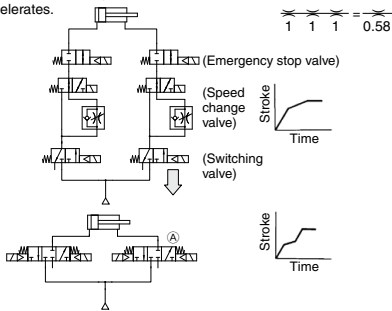 elerates.
1 1 1 = 0.58
(Emergency stop valve)
(Speed
change
valve)
Stroke
Time
(Switching
valve)
Ⓐ
Stroke
Time